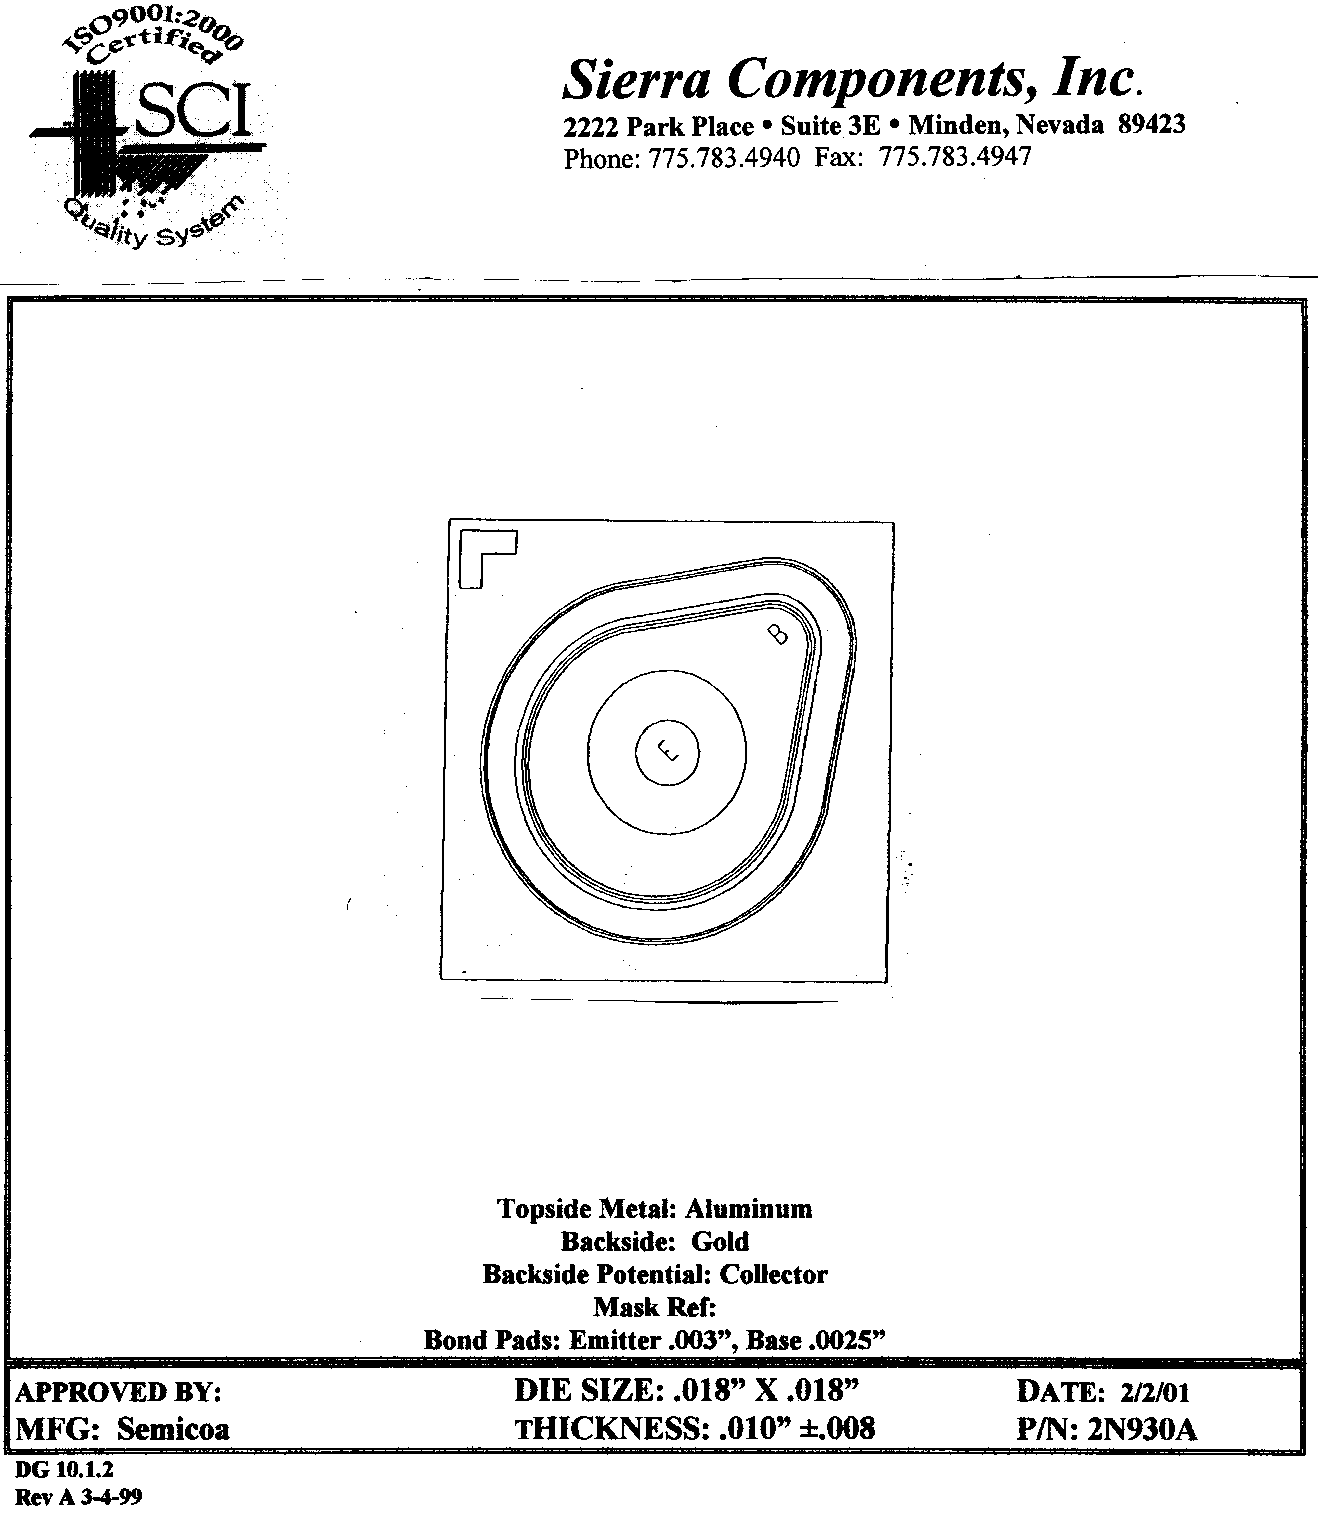 ISO9001:2000
Certified
SCI
Quality System
Sierra Components, Inc.
2222 Park Place • Suite 3E • Minden, Nevada 89423
Phone: 775.783.4940 Fax: 775.783.4947
B
E
Topside Metal: Aluminum
Backside: Gold
Backside Potential: Collector
Mask Ref:
Bond Pads: Emitter .003”, Base .0025”
APPROVED BY:
DIE SIZE: .018” X .018”
DATE: 2/2/01
MFG: Semicoa
THICKNESS: .010” ±.008
P/N: 2N930A
DG 10.1.2
Rev A 3-4-99